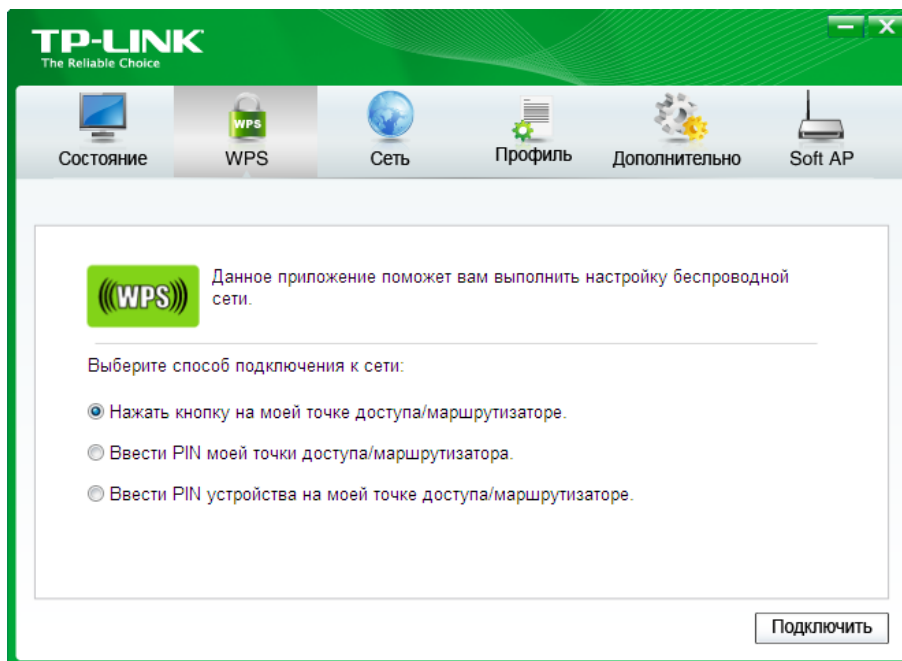 TP-LINK
The Reliable Choice
WPS
Состояние
WPS
Сеть
Профиль
Дополнительно
Soft AP
WPS
Данное приложение поможет вам выполнить настройку беспроводной
сети.
Выберите способ подключения к сети:
Нажать кнопку на моей точке доступа/маршрутизаторе.
Ввести PIN моей точки доступа/маршрутизатора.
Ввести PIN устройства на моей точке доступа/маршрутизаторе.
Подключить